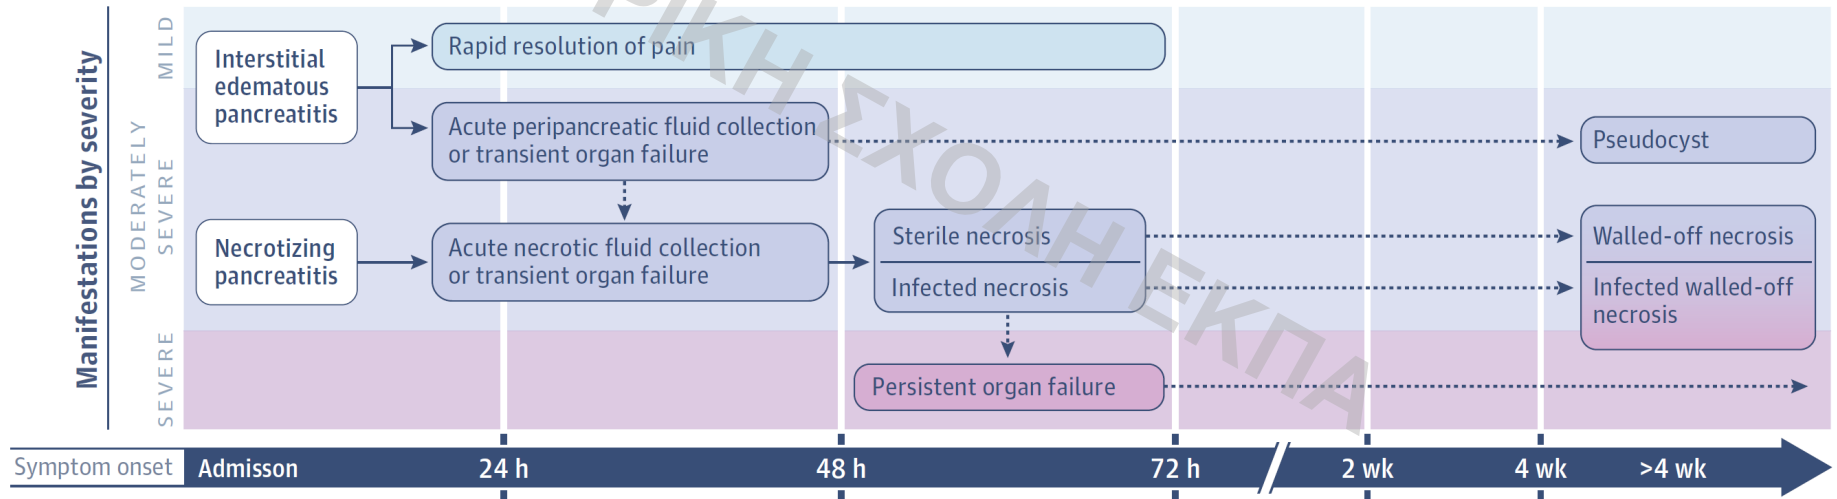 Manifestations by severity
MILD
MODERATELY
SEVERE
SEVERE
Interstitial
edematous
pancreatitis
Rapid resolution of pain
Acute peripancreatic fluid collection
or transient organ failure
Pseudocyst
Necrotizing
pancreatitis
Acute necrotic fluid collection
or transient organ failure
Sterile necrosis
Infected necrosis
Walled-off necrosis
Infected walled-off
necrosis
Persistent organ failure
ΡΙΚΗ ΣΧΟΛΗ ΕΚΠΑ
Symptom onset Admisson 24 h 48 h 72 h 2 wk 4 wk >4 wk